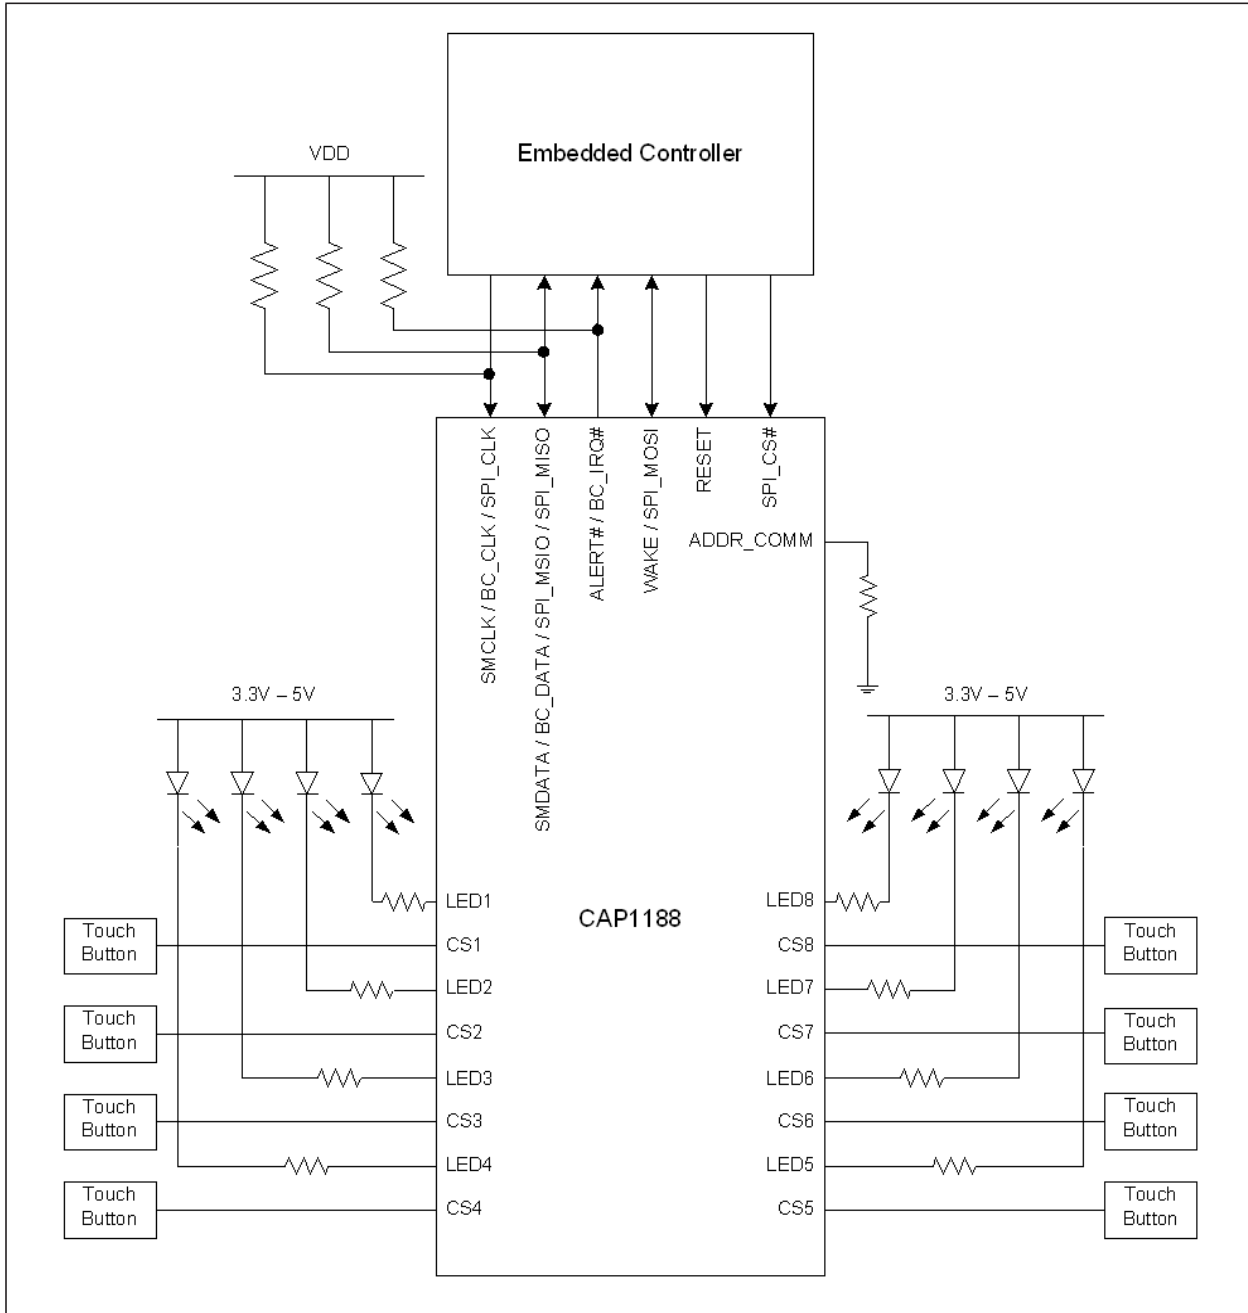 Embedded Controller
VDD
SMCLK / BC_CLK / SPI_CLK
SMDATA / BC_DATA / SPI_MSIO / SPI_MISO
ALERT# / BC_IRQ#
WAKE / SPI_MOSI
RESET
SPI_CS#
ADDR_COMM
3.3V – 5V
3.3V – 5V
CAP1188
LED1
CS1
LED2
CS2
LED3
CS3
LED4
CS4
LED8
CS8
LED7
CS7
LED6
CS6
LED5
CS5
Touch
Button
Touch
Button
Touch
Button
Touch
Button
Touch
Button
Touch
Button
Touch
Button
Touch
Button